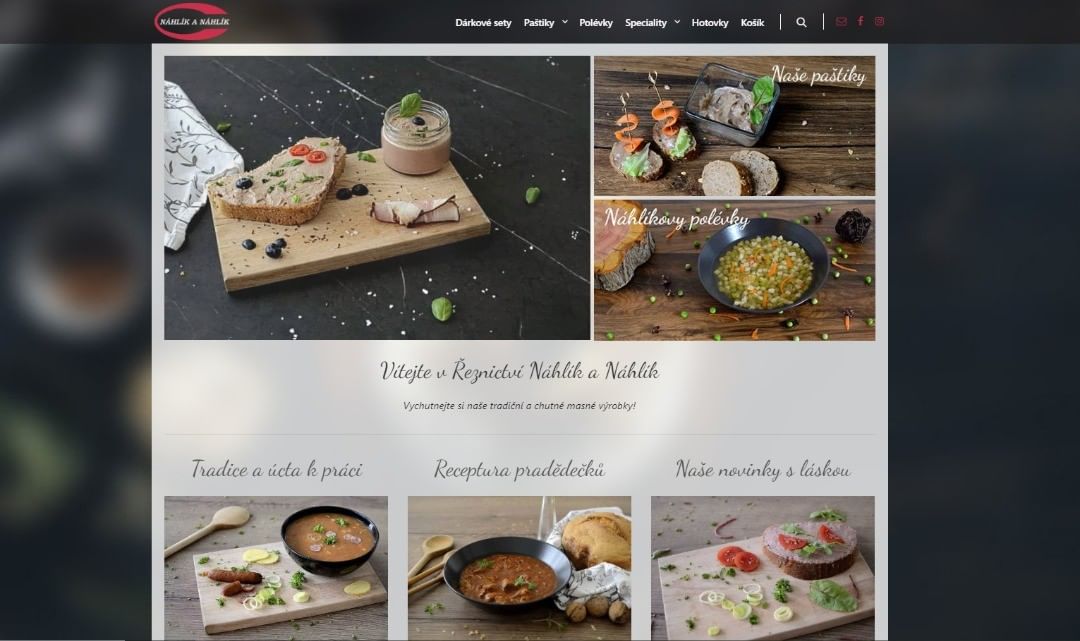 NÁHLÍK A NÁHLÍK
Dárkové sety Paštiky Polévky Speciality Hotovky Košík
Naše paštiky
Náhlíkovy polévky
Vítejte v Řeznictví Náhlík a Náhlík
Vychutnejte si naše tradiční a chutné masné výrobky!
Tradice a úcta k práci
Receptura pradědečků
Naše novinky s láskou